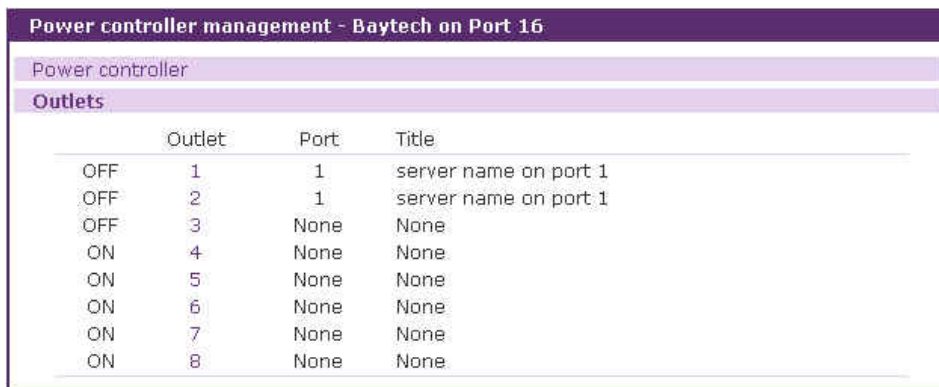 Power controller management - Baytech on Port 16
Power controller
Outlets
Outlet Port Title
OFF 1 1 server name on port 1
OFF 2 1 server name on port 1
OFF 3 None None
ON 4 None None
ON 5 None None
ON 6 None None
ON 7 None None
ON 8 None None